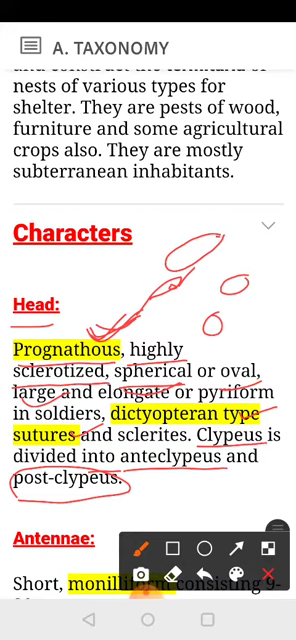 A. TAXONOMY
nests of various types for
shelter. They are pests of wood,
furniture and some agricultural
crops also. They are mostly
subterranean inhabitants.
Characters
Head:
Prognathous, highly
sclerotized, spherical or oval,
large and elongate or pyriform
in soldiers, dictyopteran type
sutures and sclerites. Clypeus is
divided into anteclypeus and
post-clypeus.
Antennae:
Short, monilliform consisting 9-